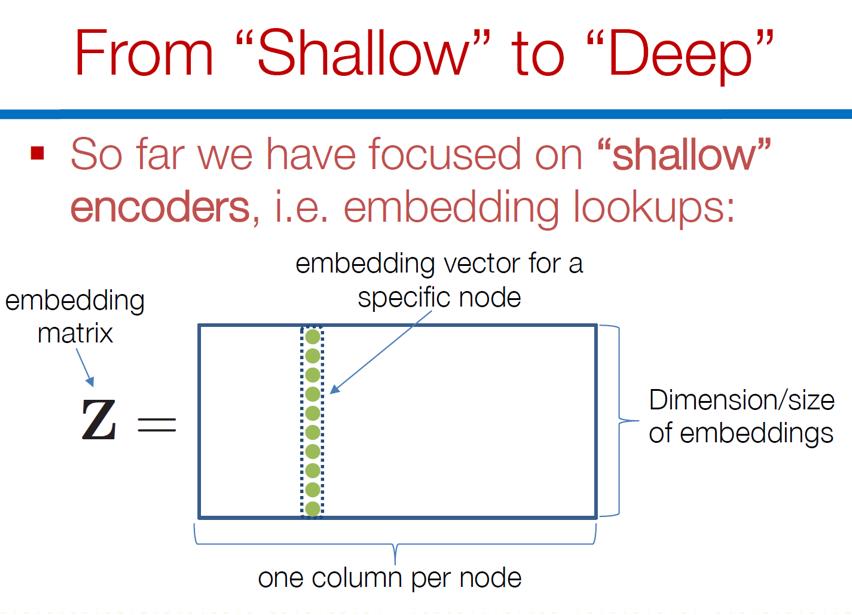 From “Shallow” to “Deep”
▪ So far we have focused on “shallow”
encoders, i.e. embedding lookups:
embedding vector for a
specific node
embedding
matrix
Z =
Dimension/size
of embeddings
one column per node